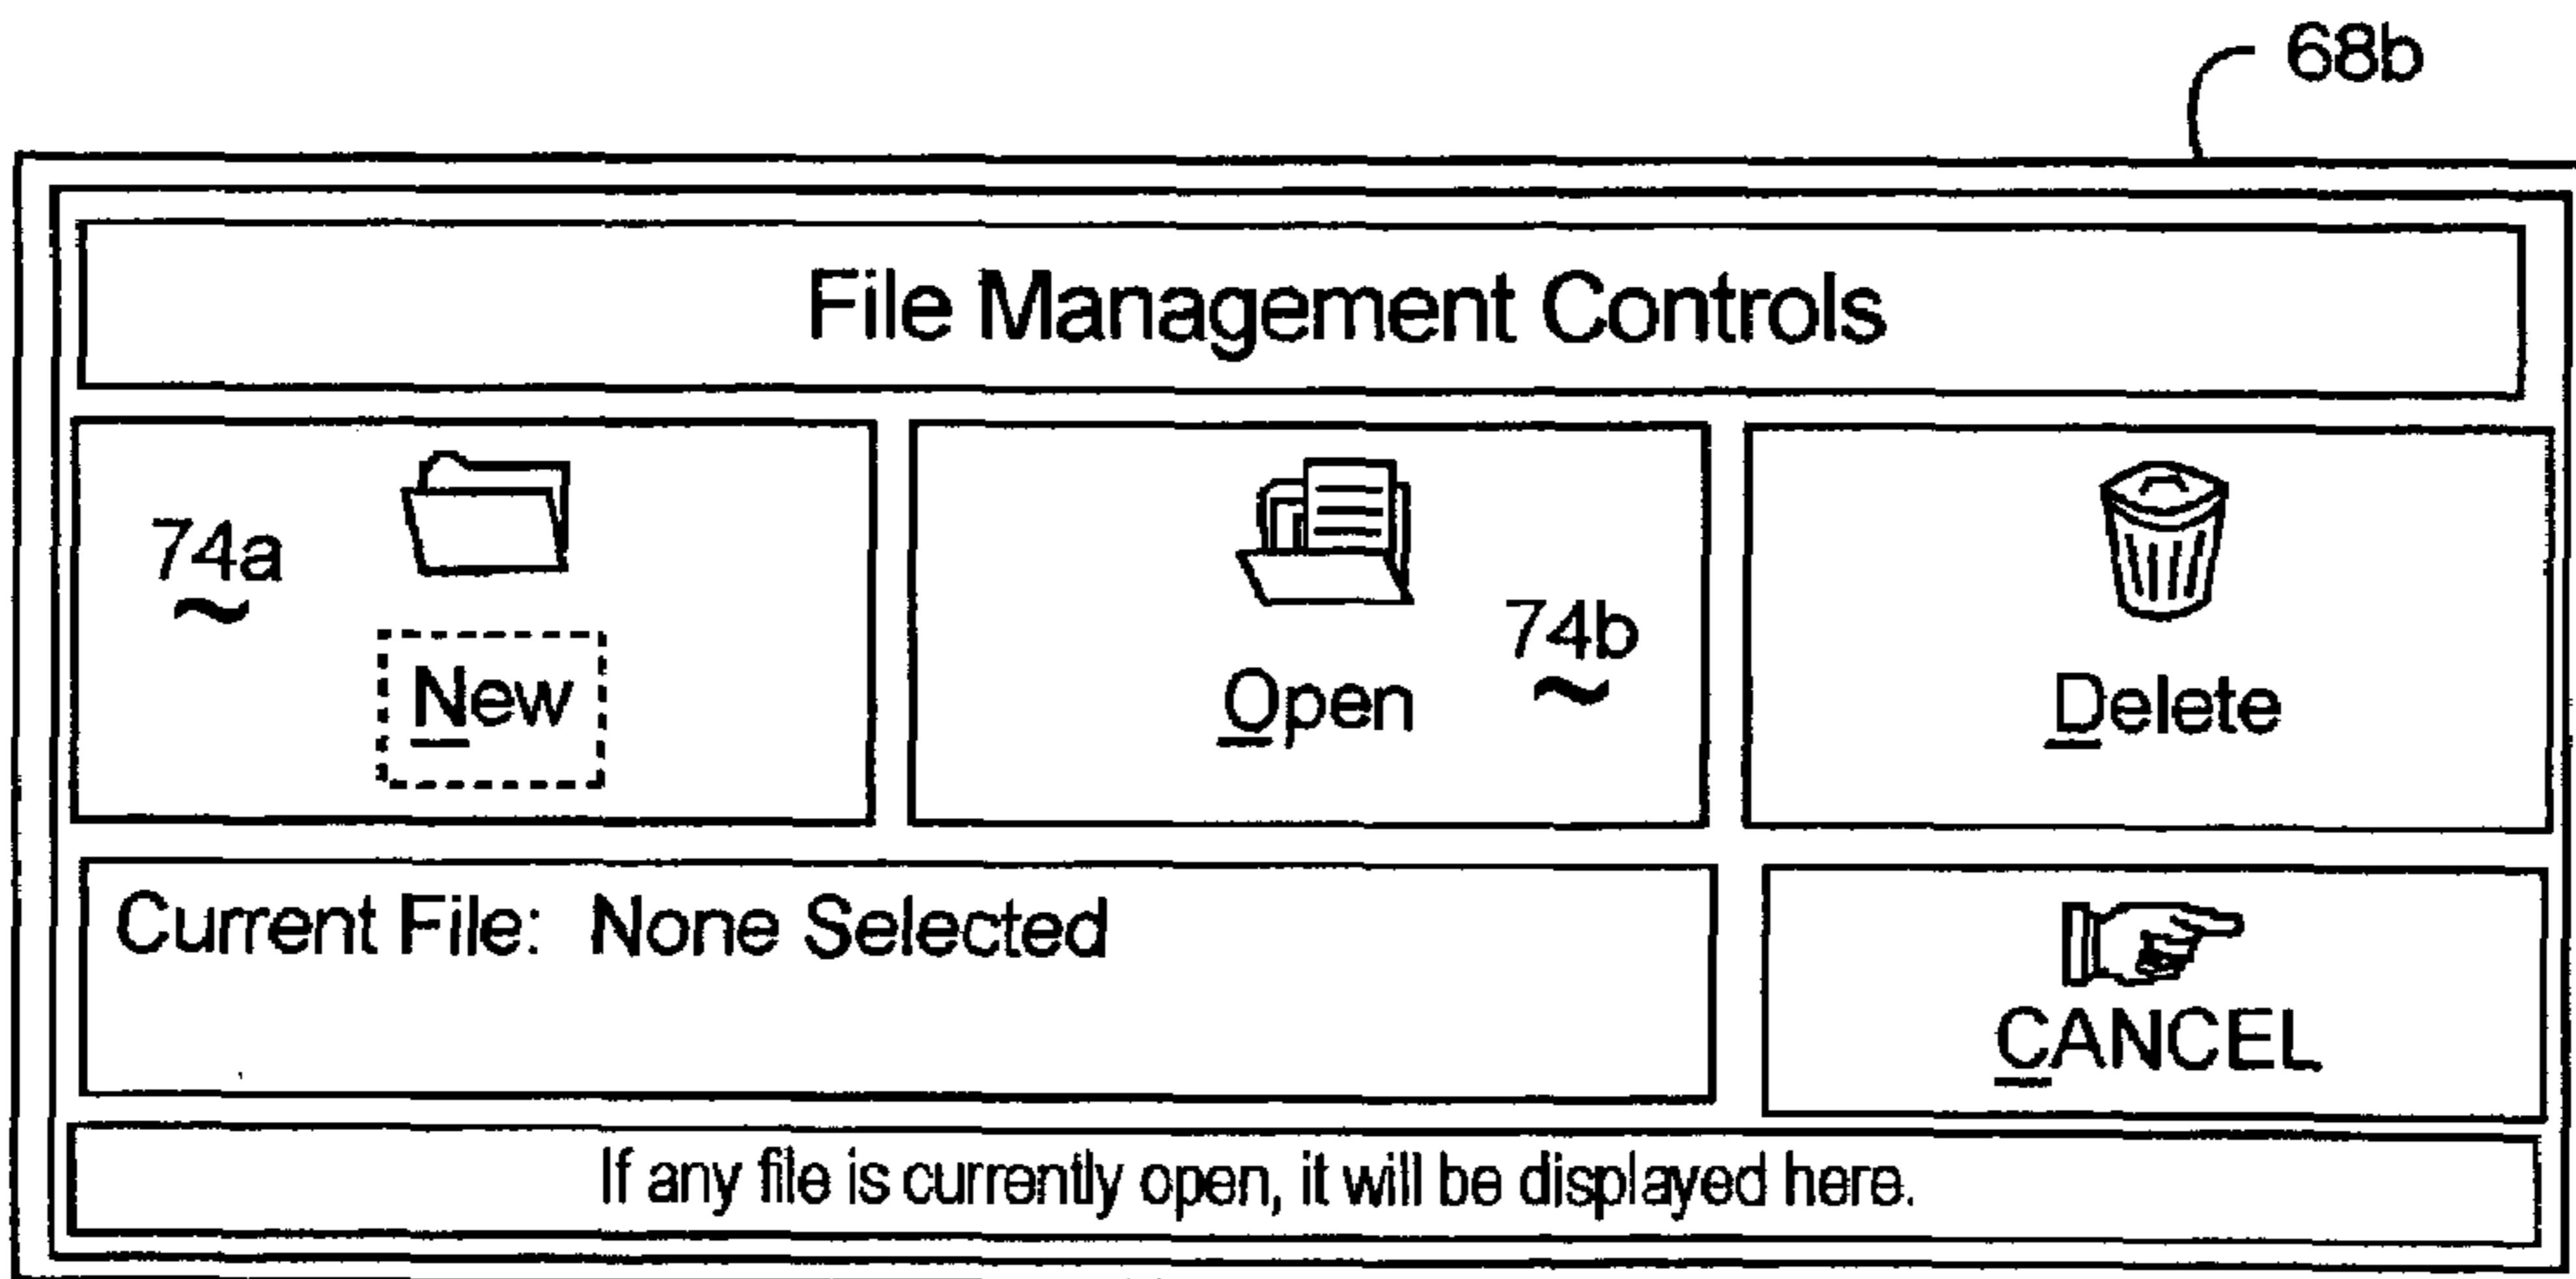 68b
File Management Controls
74a
New
Open
74b
Delete
Current File: None Selected
CANCEL
If any file is currently open, it will be displayed here.